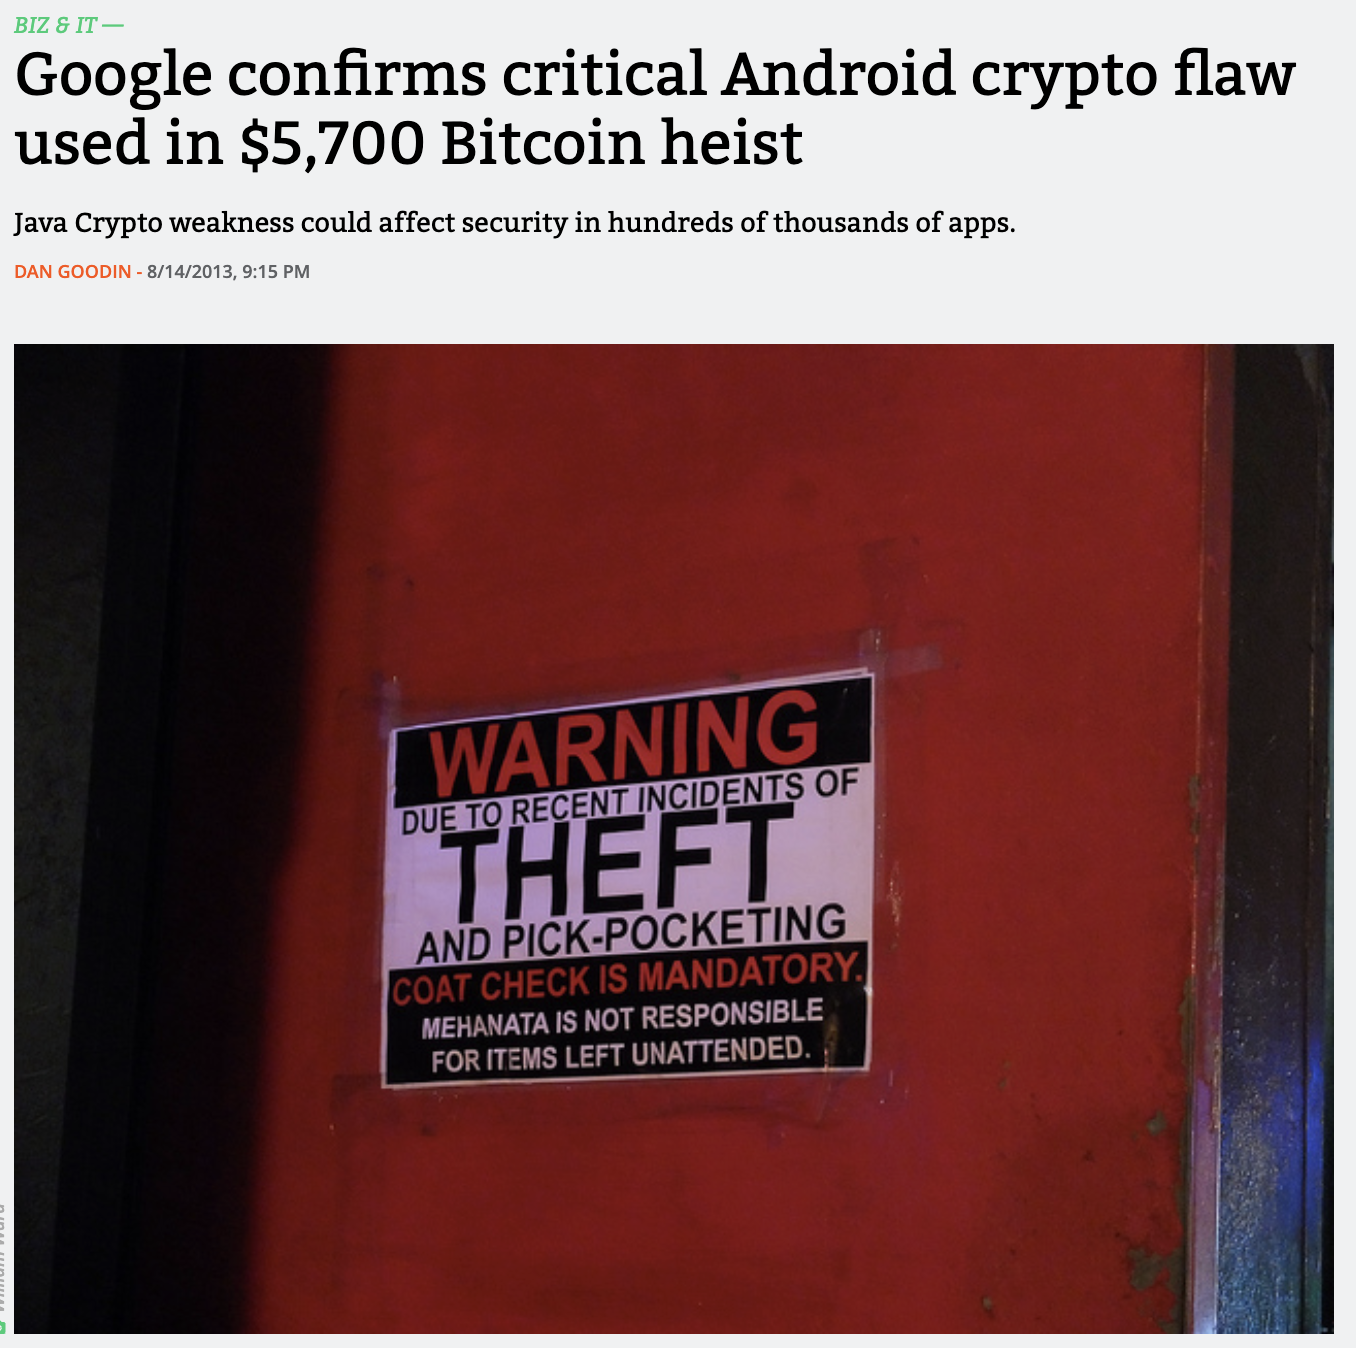 BIZ & IT —
Google confirms critical Android crypto flaw
used in $5,700 Bitcoin heist
Java Crypto weakness could affect security in hundreds of thousands of apps.
DAN GOODIN - 8/14/2013, 9:15 PM
WARNING
DUE TO RECENT INCIDENTS OF
THEFT
AND PICK-POCKETING
COAT CHECK IS MANDATORY.
MEHANATA IS NOT RESPONSIBLE
FOR ITEMS LEFT UNATTENDED.